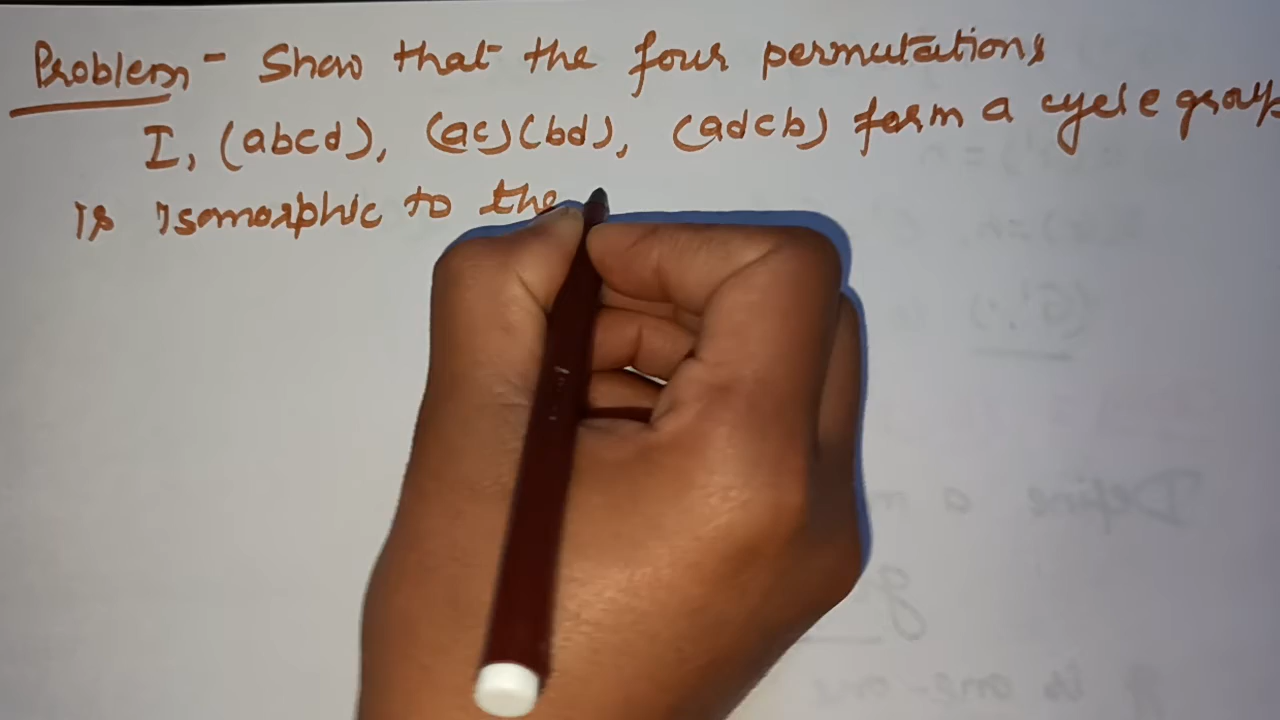 Problem - Show that the four permutations
I, (abcd), (ac)(bd), (adcb) form a cycle group
is isomorphic to the